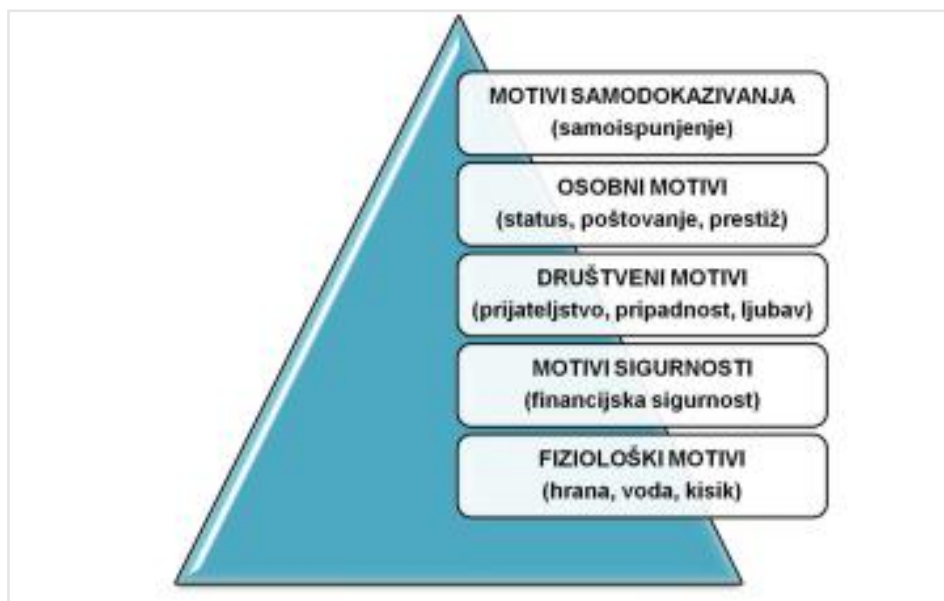 MOTIVI SAMODOKAZIVANJA
(samoispunjenje)
OSOBNI MOTIVI
(status, poštovanje, prestiž)
DRUŠTVENI MOTIVI
(prijateljstvo, pripadnost, ljubav)
MOTIVI SIGURNOSTI
(financijska sigurnost)
FIZIOLOŠKI MOTIVI
(hrana, voda, kisik)